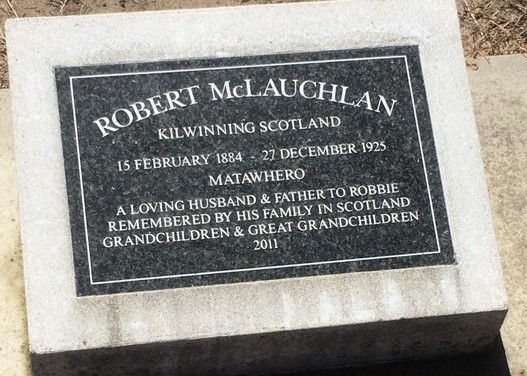 ROBERT McLAUCHLAN
KILWINNING SCOTLAND
15 FEBRUARY 1884 - 27 DECEMBER 1925
MATAWHERO
A LOVING HUSBAND & FATHER TO ROBBIE
REMEMBERED BY HIS FAMILY IN SCOTLAND
GRANDCHILDREN & GREAT GRANDCHILDREN
2011